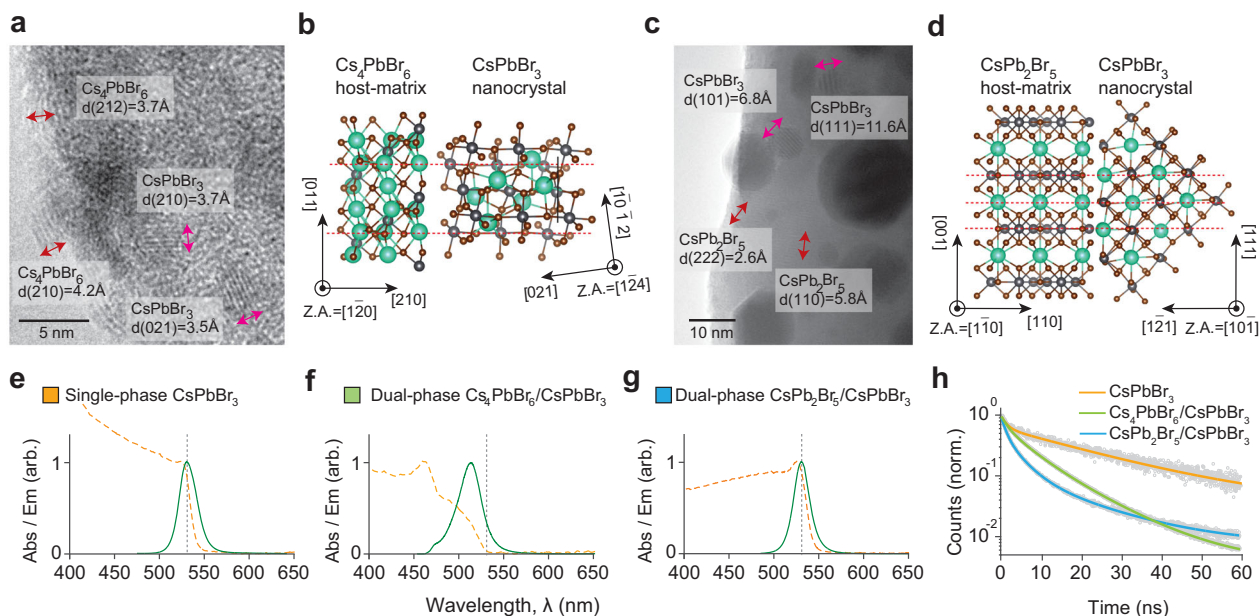 a
Cs₄PbBr₆
d(212)=3.7Å
CsPbBr₃
d(210)=3.7Å
Cs₄PbBr₆
d(210)=4.2Å
CsPbBr₃
d(021)=3.5Å
5 nm
b
Cs₄PbBr₆
host-matrix
CsPbBr₃
nanocrystal
[011]
[210]
Z.A.=[1̅2̅0]
[1̅0 1̅ 2]
[021]
Z.A.=[12̅4]
c
CsPbBr₃
d(101)=6.8Å
CsPbBr₃
d(111)=11.6Å
CsPb₂Br₅
d(222)=2.6Å
CsPb₂Br₅
d(110)=5.8Å
10 nm
d
CsPb₂Br₅
host-matrix
CsPbBr₃
nanocrystal
[001]
Z.A.=[11̅0]
[110]
[111]
[12̅1]
Z.A.=[101̅]
e
Single-phase CsPbBr₃
Abs / Em (arb.)
1
0
400 450 500 550 600 650
f
Dual-phase Cs₄PbBr₆/CsPbBr₃
Abs / Em (arb.)
1
0
400 450 500 550 600 650
g
Dual-phase CsPb₂Br₅/CsPbBr₃
Abs / Em (arb.)
1
0
400 450 500 550 600 650
Wavelength, λ (nm)
h
CsPbBr₃
Cs₄PbBr₆/CsPbBr₃
CsPb₂Br₅/CsPbBr₃
Counts (norm.)
10⁰
10⁻¹
10⁻²
0 10 20 30 40 50 60
Time (ns)